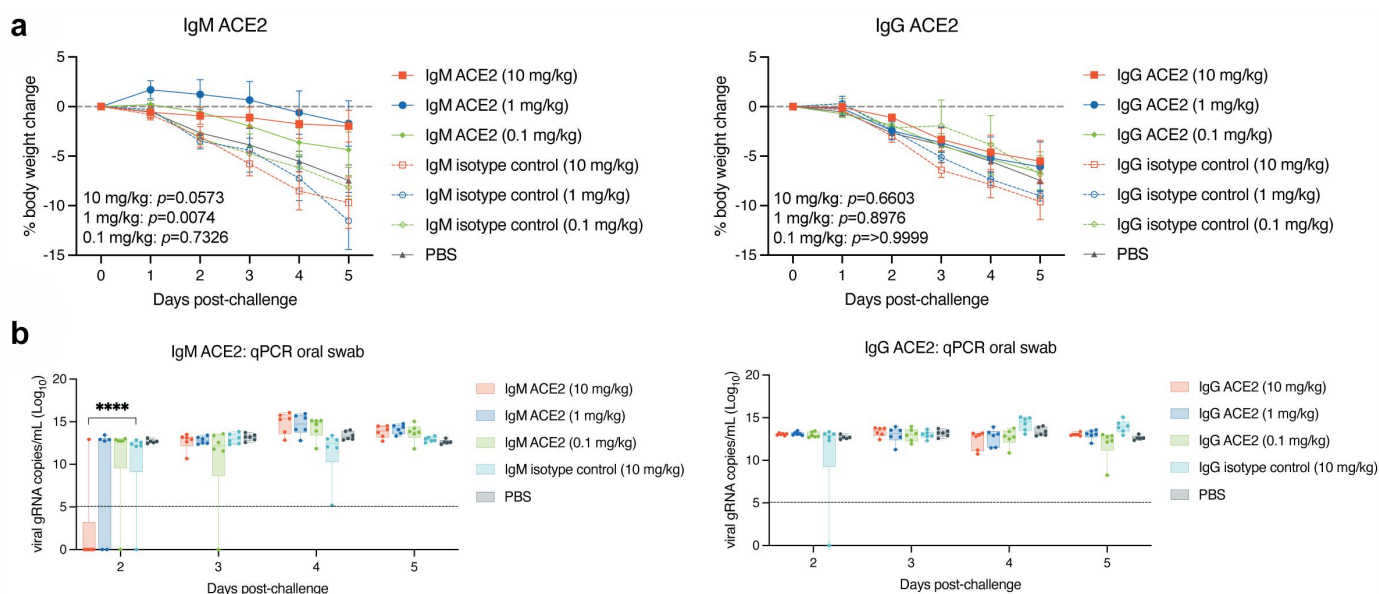 a
IgM ACE2
% body weight change
5
0
-5
-10
-15
10 mg/kg: p=0.0573
1 mg/kg: p=0.0074
0.1 mg/kg: p=0.7326
0 1 2 3 4 5
Days post-challenge
IgM ACE2 (10 mg/kg)
IgM ACE2 (1 mg/kg)
IgM ACE2 (0.1 mg/kg)
IgM isotype control (10 mg/kg)
IgM isotype control (1 mg/kg)
IgM isotype control (0.1 mg/kg)
PBS
IgG ACE2
% body weight change
5
0
-5
-10
-15
10 mg/kg: p=0.6603
1 mg/kg: p=0.8976
0.1 mg/kg: p=>0.9999
0 1 2 3 4 5
Days post-challenge
IgG ACE2 (10 mg/kg)
IgG ACE2 (1 mg/kg)
IgG ACE2 (0.1 mg/kg)
IgG isotype control (10 mg/kg)
IgG isotype control (1 mg/kg)
IgG isotype control (0.1 mg/kg)
PBS
b
IgM ACE2: qPCR oral swab
viral gRNA copies/mL (Log10)
20
15
10
5
0
****
2 3 4 5
Days post-challenge
IgM ACE2 (10 mg/kg)
IgM ACE2 (1 mg/kg)
IgM ACE2 (0.1 mg/kg)
IgM isotype control (10 mg/kg)
PBS
IgG ACE2: qPCR oral swab
viral gRNA copies/mL (Log10)
20
15
10
5
0
2 3 4 5
Days post-challenge
IgG ACE2 (10 mg/kg)
IgG ACE2 (1 mg/kg)
IgG ACE2 (0.1 mg/kg)
IgG isotype control (10 mg/kg)
PBS